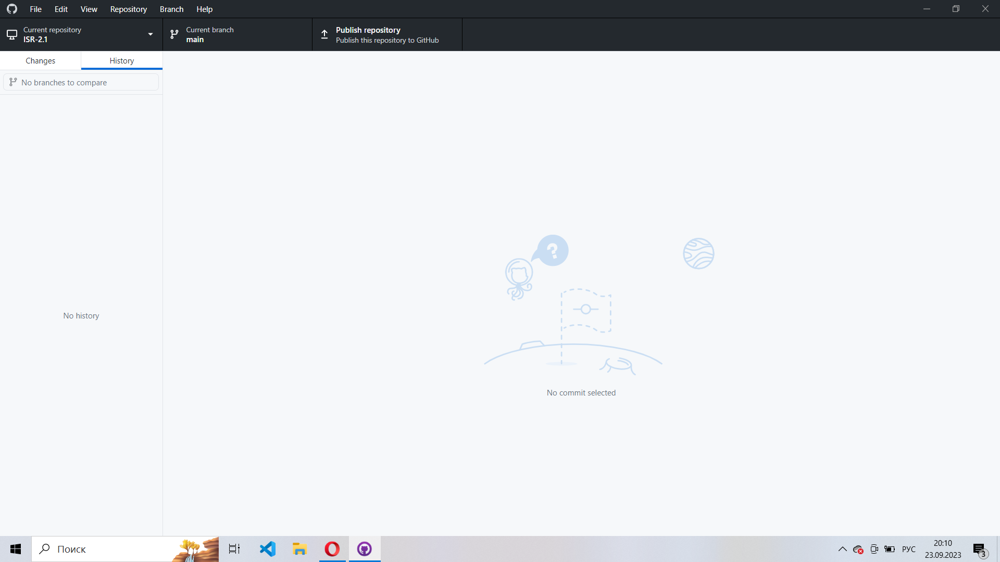 File Edit View Repository Branch Help
Current repository
ISR-2.1
Current branch
main
Publish repository
Publish this repository to GitHub
Changes
History
No branches to compare
No history
?
No commit selected
Поиск
РУС
20:10
23.09.2023
3